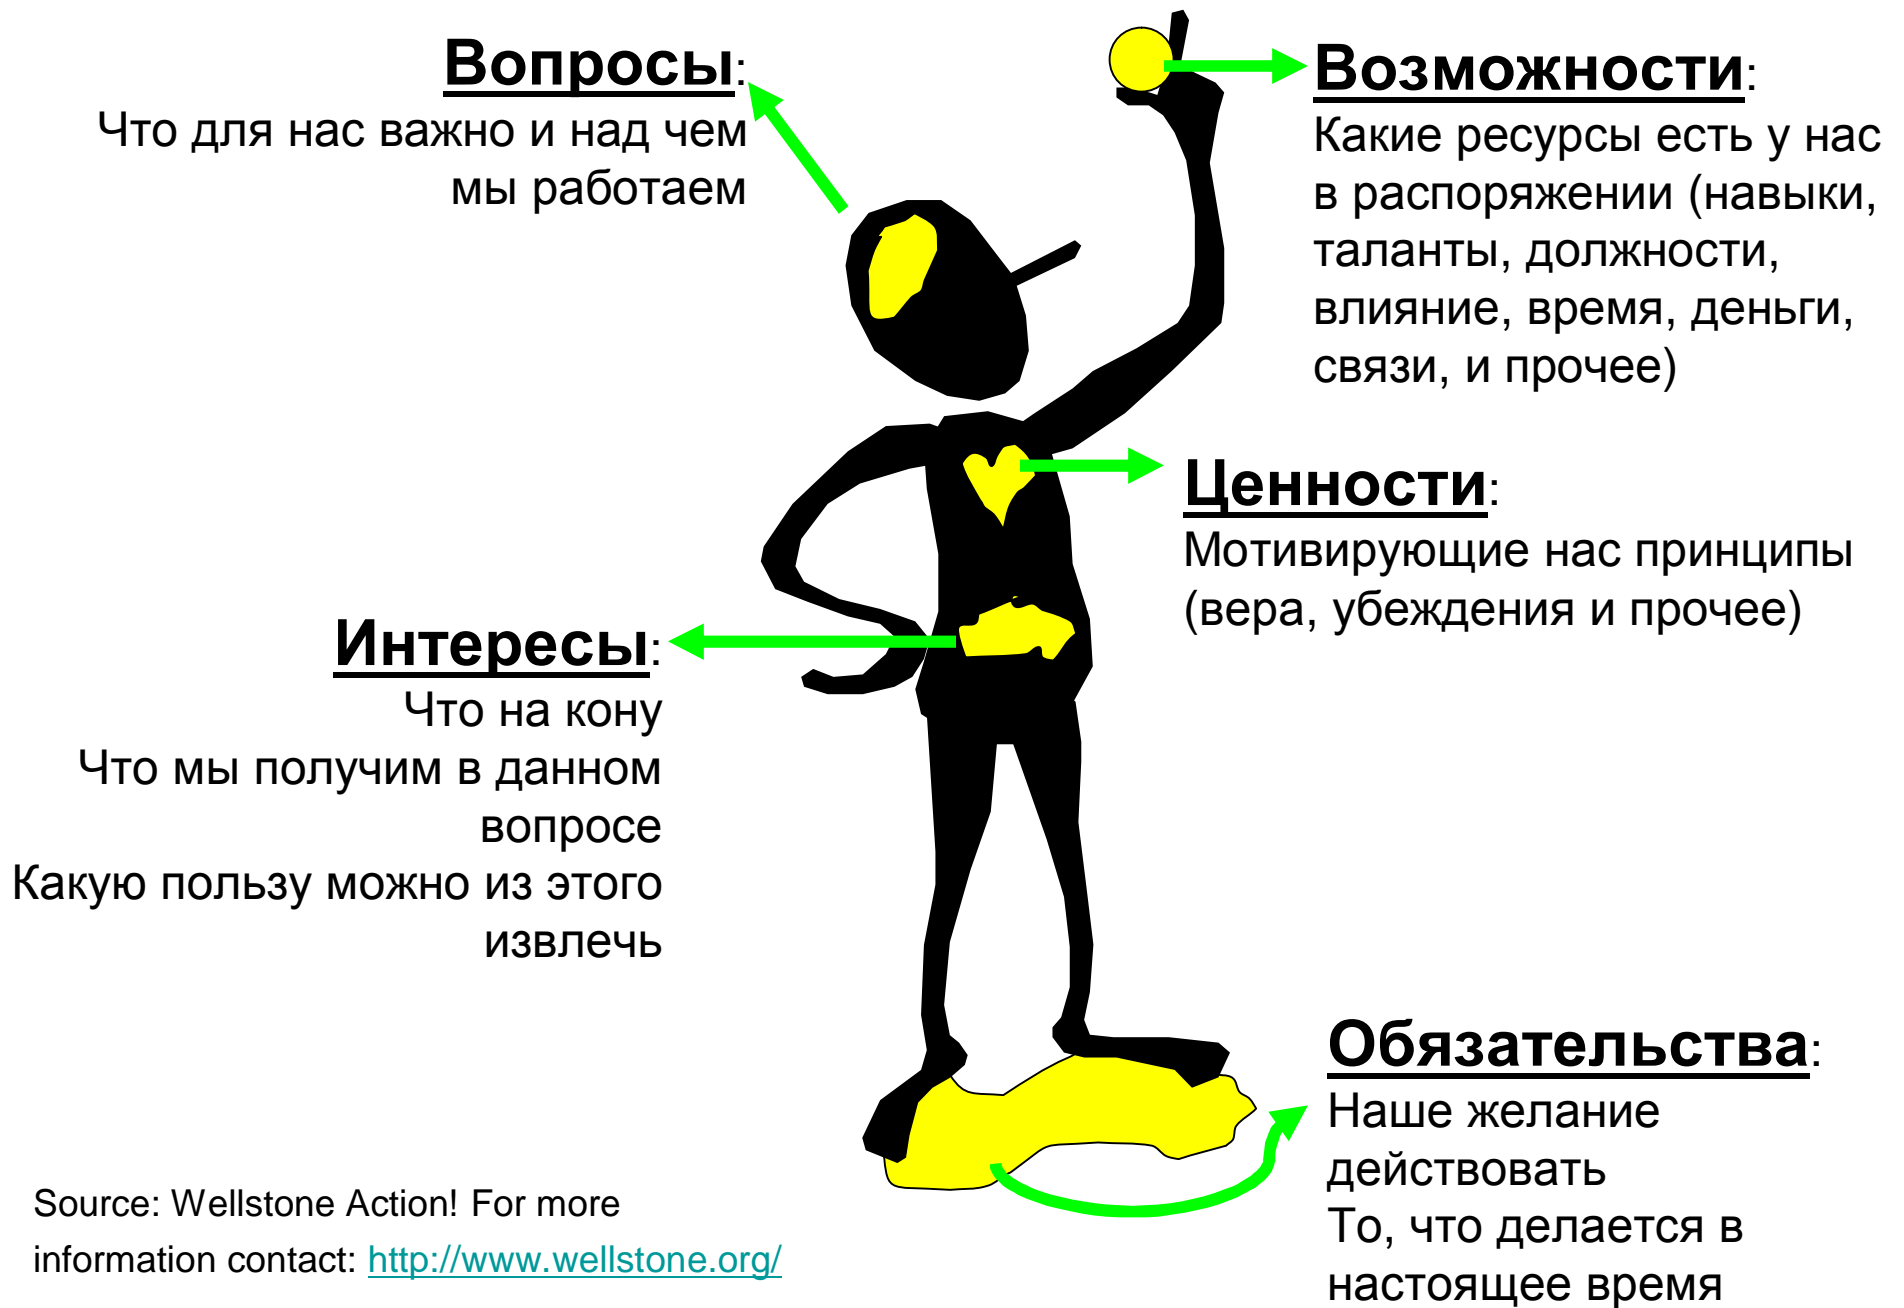 Вопросы:
Что для нас важно и над чем
мы работаем
Возможности:
Какие ресурсы есть у нас
в распоряжении (навыки,
таланты, должности,
влияние, время, деньги,
связи, и прочее)
Ценности:
Мотивирующие нас принципы
(вера, убеждения и прочее)
Интересы:
Что на кону
Что мы получим в данном
вопросе
Какую пользу можно из этого
извлечь
Обязательства:
Наше желание
действовать
То, что делается в
настоящее время
Source: Wellstone Action! For more
information contact: http://www.wellstone.org/